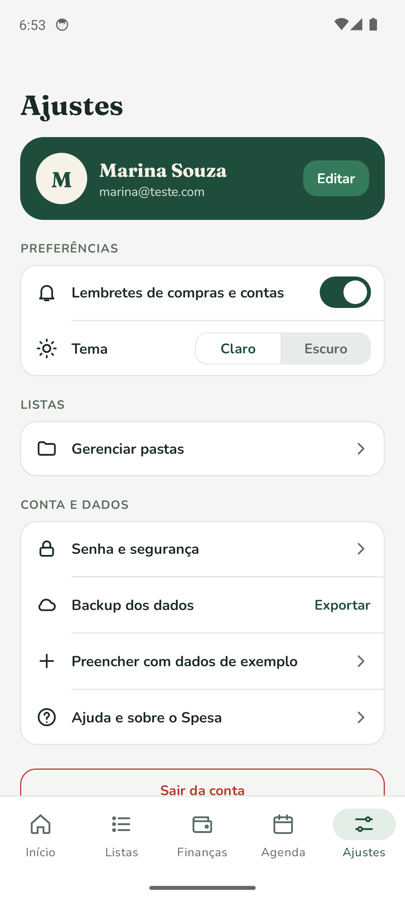 6:53
Ajustes
M
Marina Souza
marina@teste.com
Editar
PREFERÊNCIAS
Lembretes de compras e contas
Tema
Claro
Escuro
LISTAS
Gerenciar pastas
CONTA E DADOS
Senha e segurança
Backup dos dados
Exportar
Preencher com dados de exemplo
Ajuda e sobre o Spesa
Sair da conta
Início
Listas
Finanças
Agenda
Ajustes